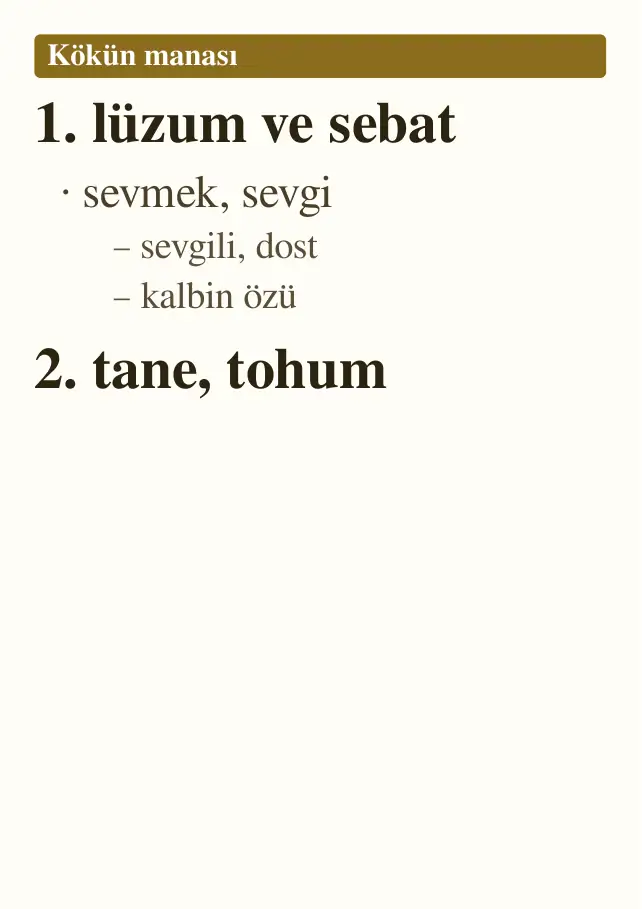 Kökün manası
1. lüzum ve sebat
· sevmek, sevgi
– sevgili, dost
– kalbin özü
2. tane, tohum